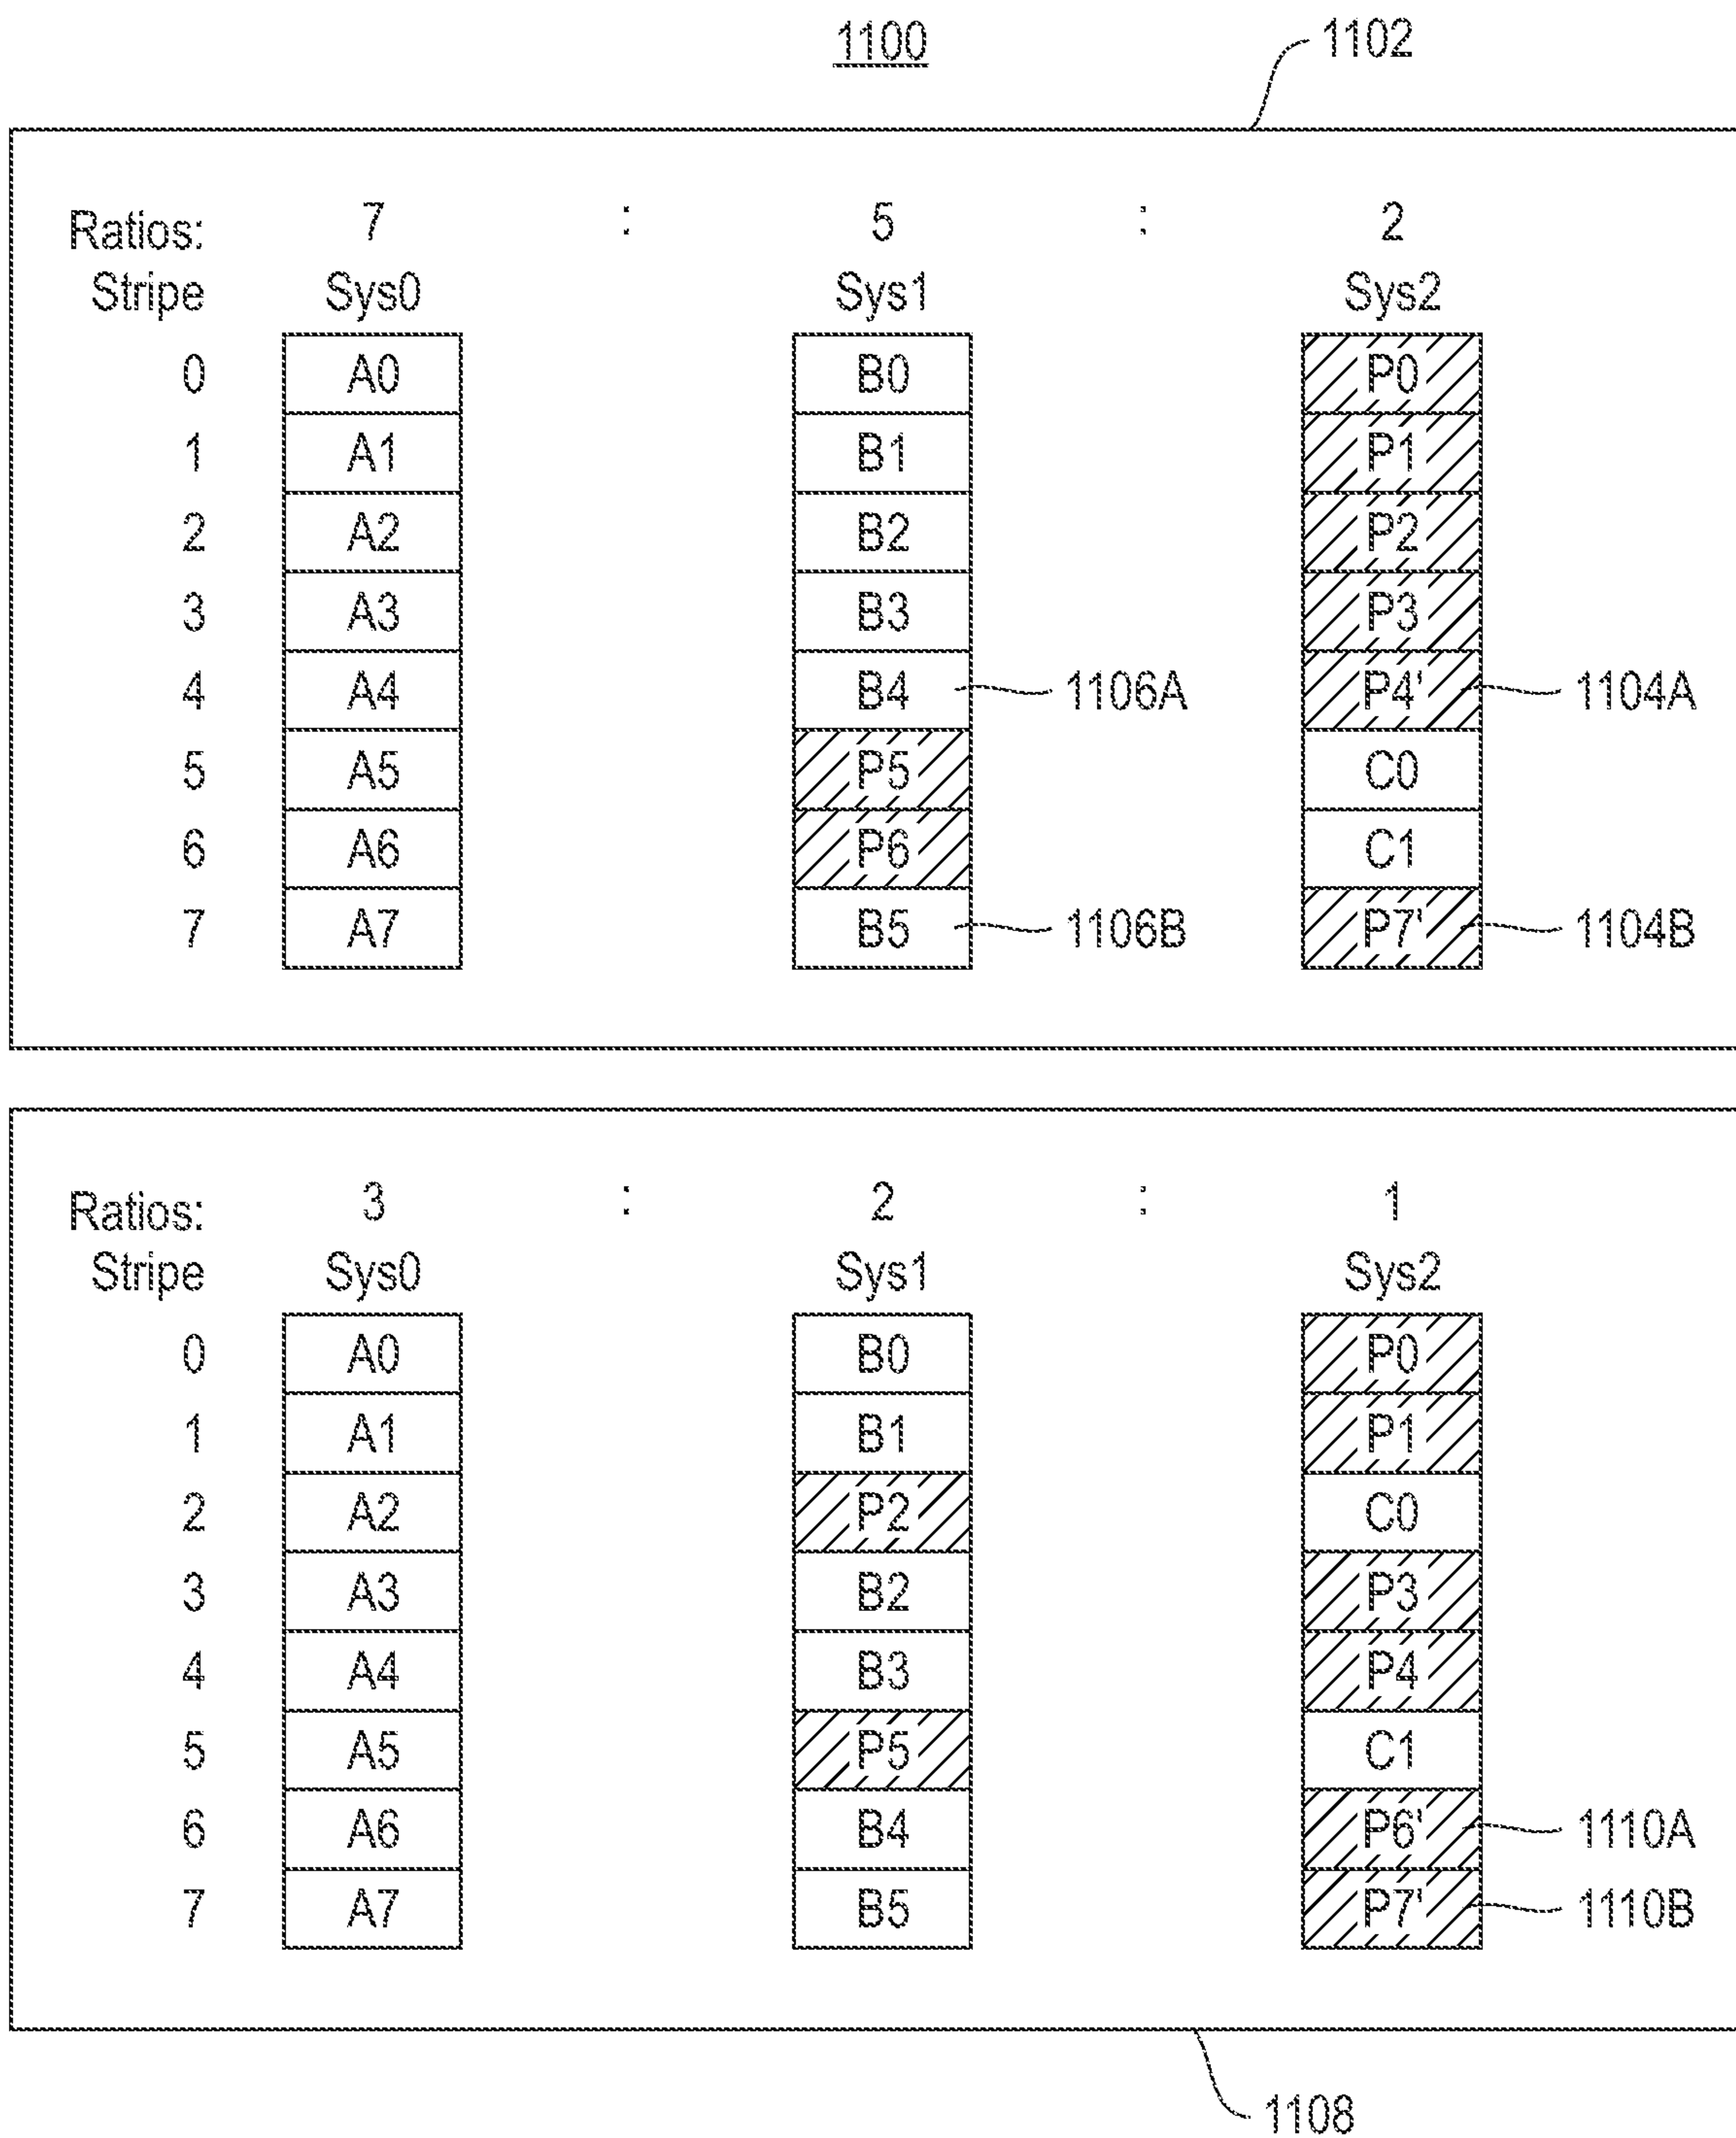 1100
1102
Ratios: 7 : 5 : 2
Stripe Sys0 Sys1 Sys2
0 A0 B0 P0
1 A1 B1 P1
2 A2 B2 P2
3 A3 B3 P3
4 A4 B4 1106A P4' 1104A
5 A5 P5 C0
6 A6 P6 C1
7 A7 B5 1106B P7' 1104B
Ratios: 3 : 2 : 1
Stripe Sys0 Sys1 Sys2
0 A0 B0 P0
1 A1 B1 P1
2 A2 P2 C0
3 A3 B2 P3
4 A4 B3 P4
5 A5 P5 C1
6 A6 B4 P6' 1110A
7 A7 B5 P7' 1110B
1108